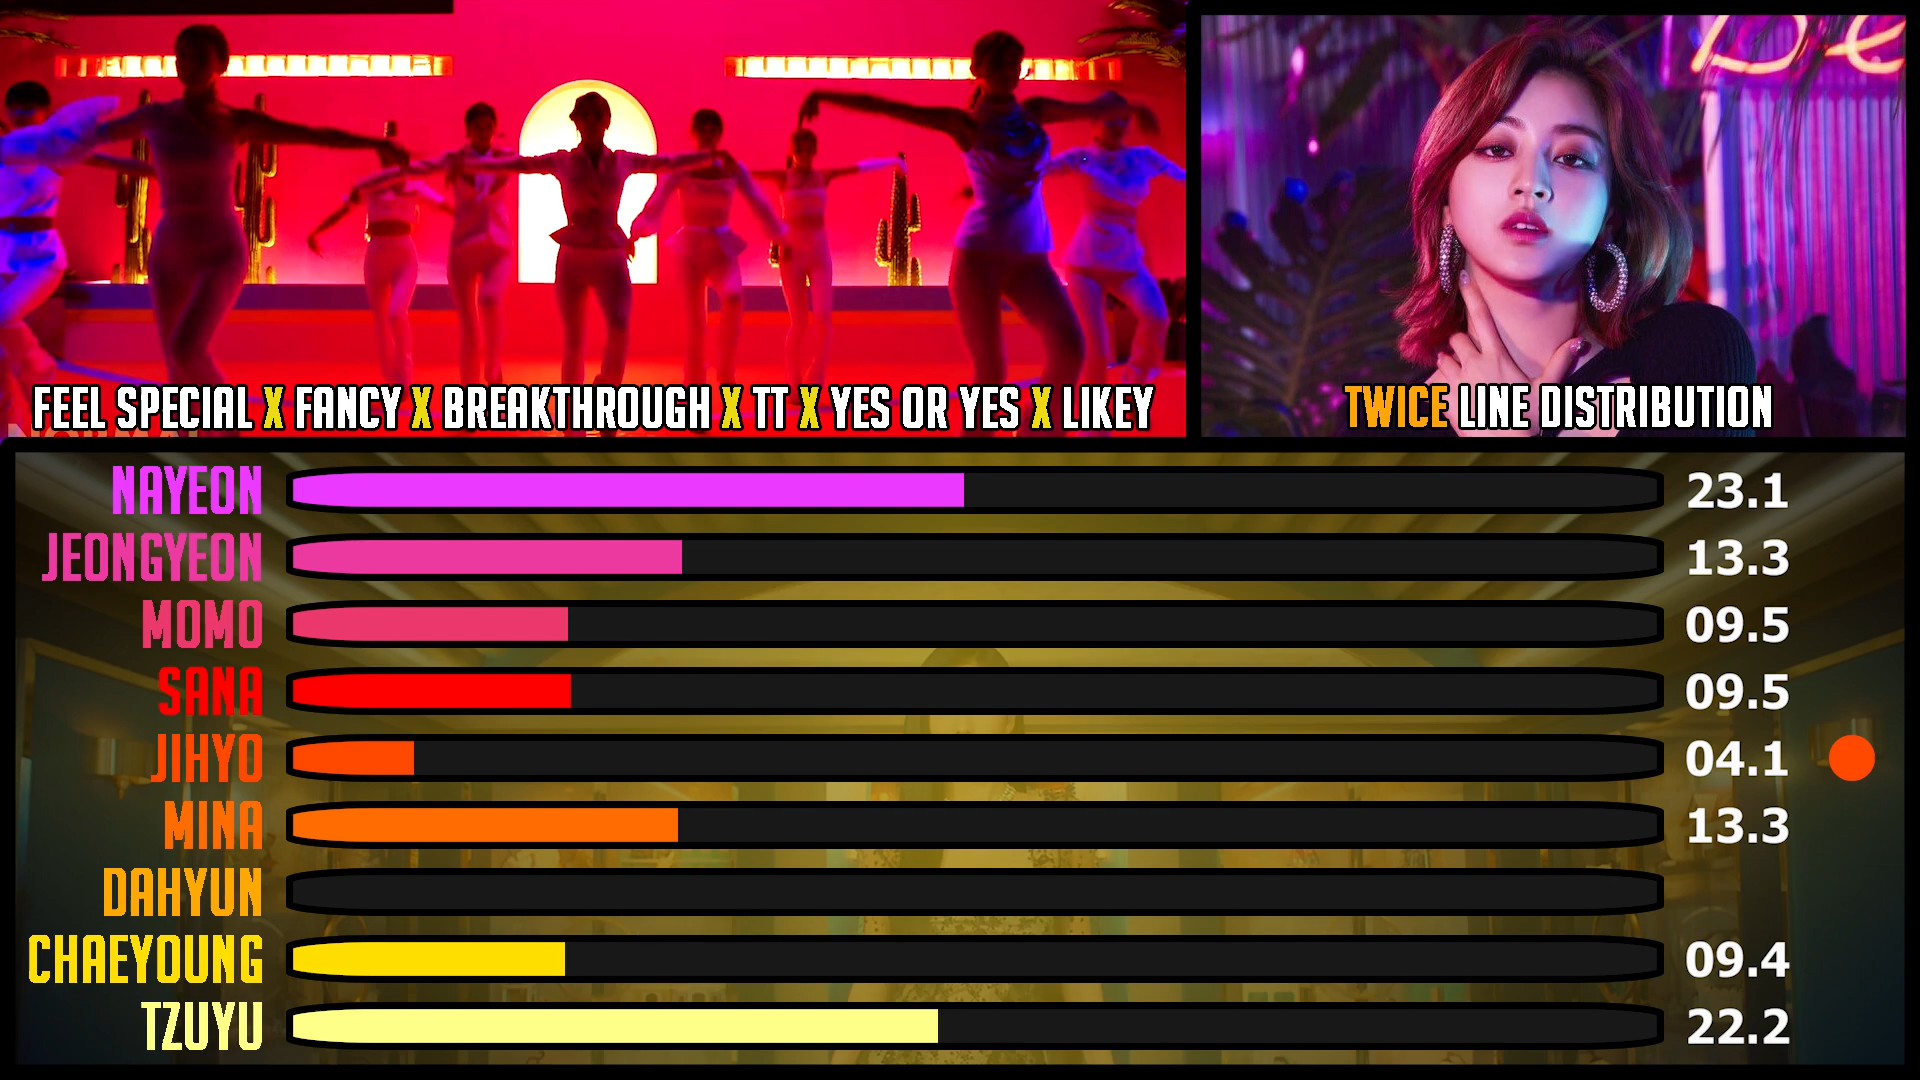 FEEL SPECIAL X FANCY X BREAKTHROUGH X TT X YES OR YES X LIKEY
TWICE LINE DISTRIBUTION
NAYEON 23.1
JEONGYEON 13.3
MOMO 09.5
SANA 09.5
JIHYO 04.1
MINA 13.3
DAHYUN
CHAEYOUNG 09.4
TZUYU 22.2